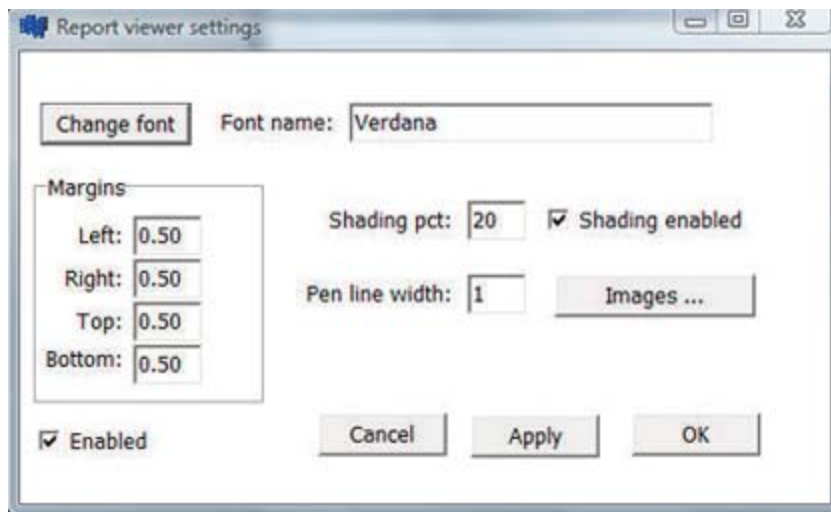 Report viewer settings
Change font Font name: Verdana
Margins
Left: 0.50
Right: 0.50
Top: 0.50
Bottom: 0.50
Shading pct: 20 Shading enabled
Pen line width: 1 Images ...
Enabled
Cancel Apply OK